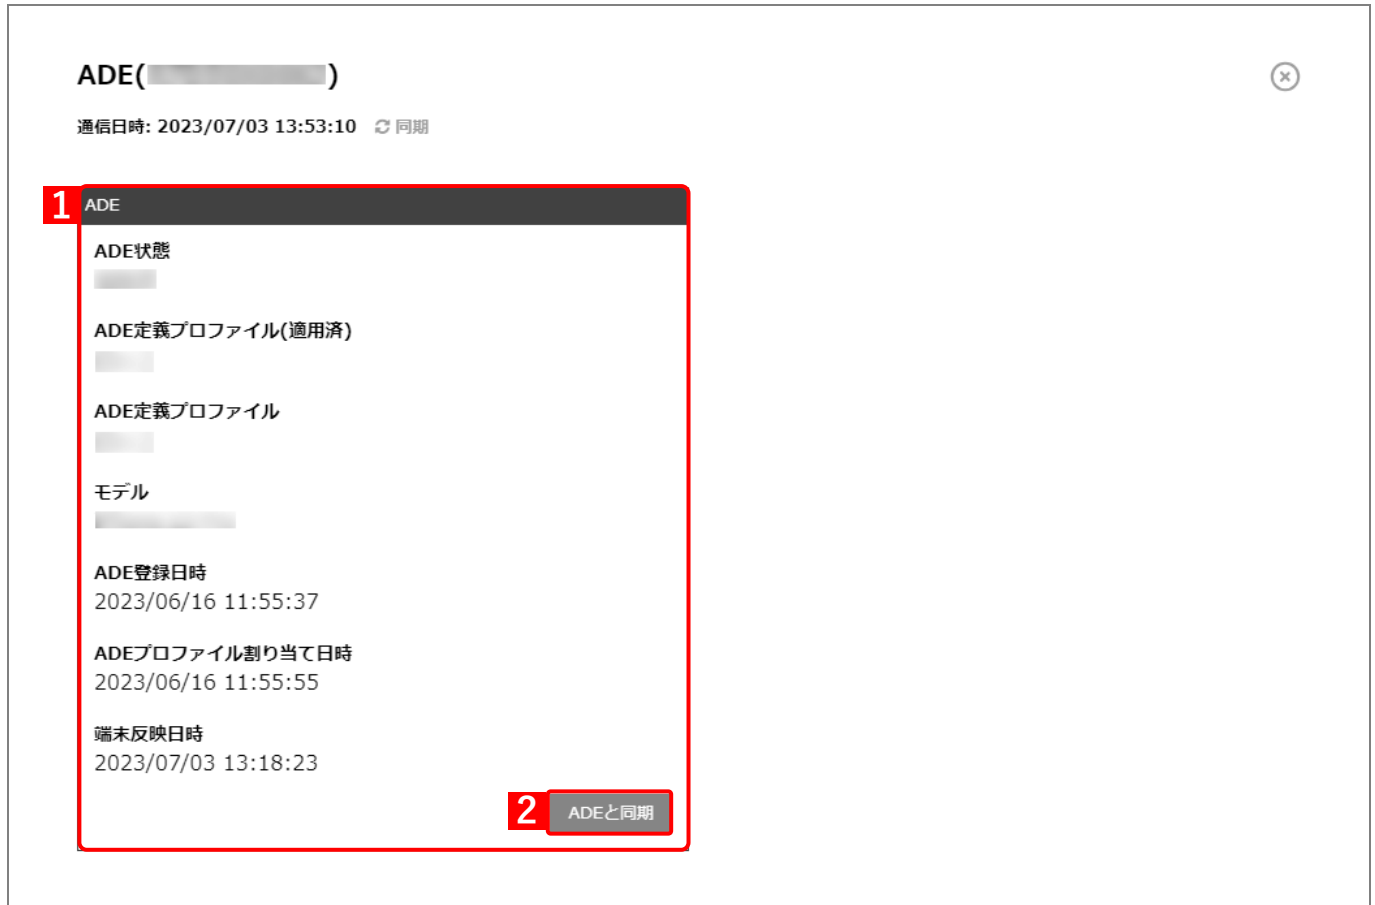 ADE( )
通信日時: 2023/07/03 13:53:10 同期
1
ADE
ADE状態
ADE定義プロファイル(適用済)
ADE定義プロファイル
モデル
ADE登録日時
2023/06/16 11:55:37
ADEプロファイル割り当て日時
2023/06/16 11:55:55
端末反映日時
2023/07/03 13:18:23
2 ADEと同期